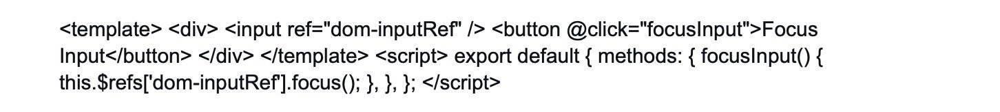 <template> <div> <input ref="dom-inputRef" /> <button @click="focusInput">Focus
Input</button> </div> </template> <script> export default { methods: { focusInput() {
this.$refs['dom-inputRef'].focus(); }, }, }; </script>